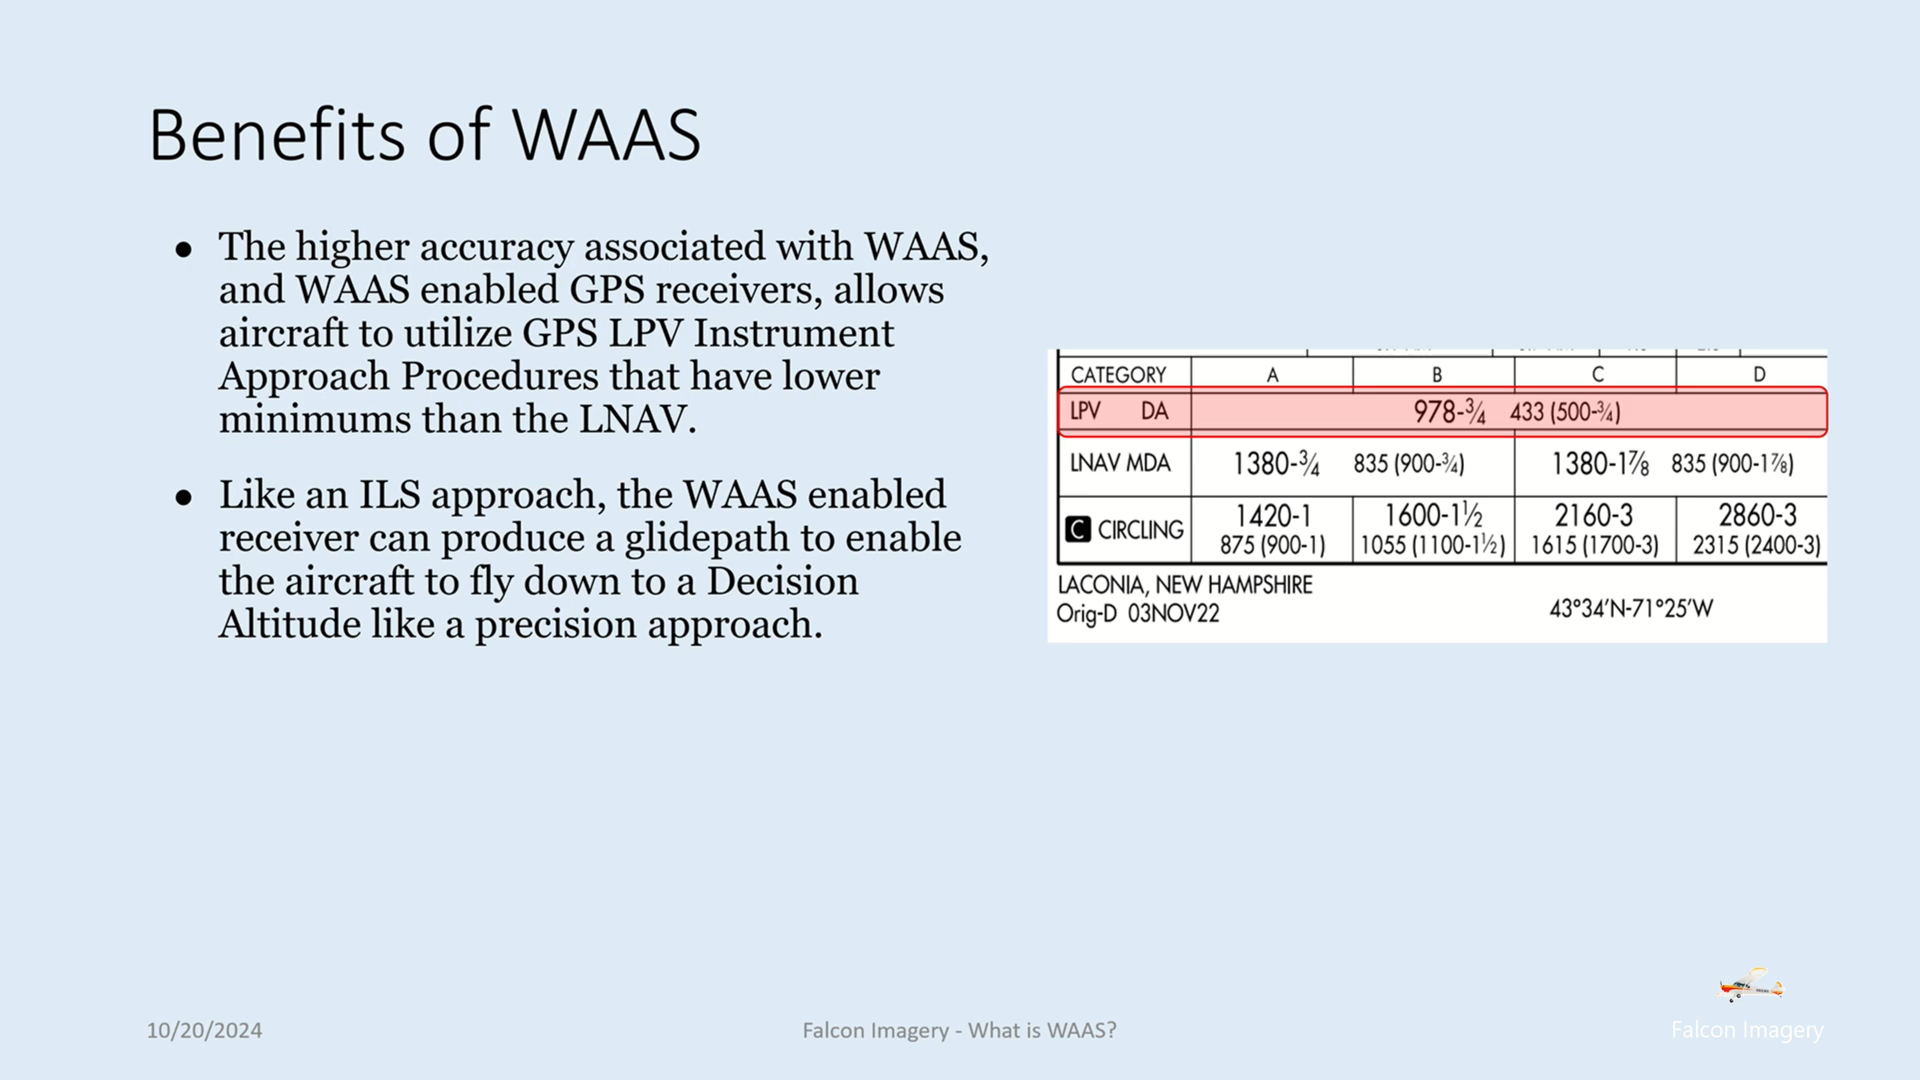 Benefits of WAAS
● The higher accuracy associated with WAAS,
and WAAS enabled GPS receivers, allows
aircraft to utilize GPS LPV Instrument
Approach Procedures that have lower
minimums than the LNAV.
● Like an ILS approach, the WAAS enabled
receiver can produce a glidepath to enable
the aircraft to fly down to a Decision
Altitude like a precision approach.
CATEGORY A B C D
LPV DA 978-¾ 433 (500-¾)
LNAV MDA 1380-¾ 835 (900-¾) 1380-1⅞ 835 (900-1⅞)
C CIRCLING 1420-1 1600-1½ 2160-3 2860-3
875 (900-1) 1055 (1100-1½) 1615 (1700-3) 2315 (2400-3)
LACONIA, NEW HAMPSHIRE
Orig-D 03NOV22 43°34'N-71°25'W
10/20/2024 Falcon Imagery - What is WAAS? Falcon Imagery